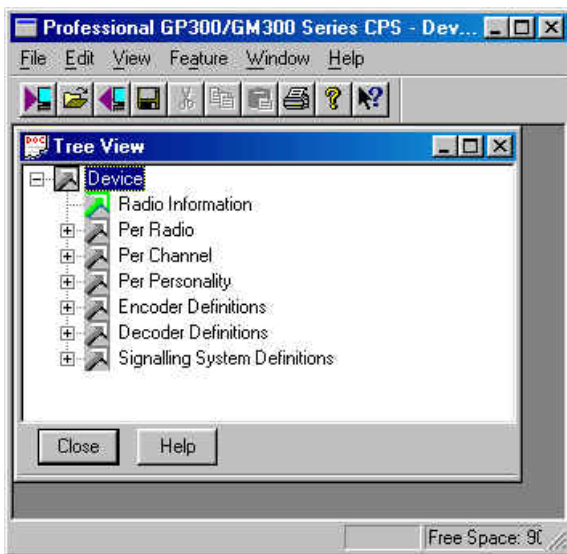 Professional GP300/GM300 Series CPS - Dev...
File Edit View Feature Window Help
Tree View
Device
Radio Information
Per Radio
Per Channel
Per Personality
Encoder Definitions
Decoder Definitions
Signalling System Definitions
Close Help
Free Space: 90